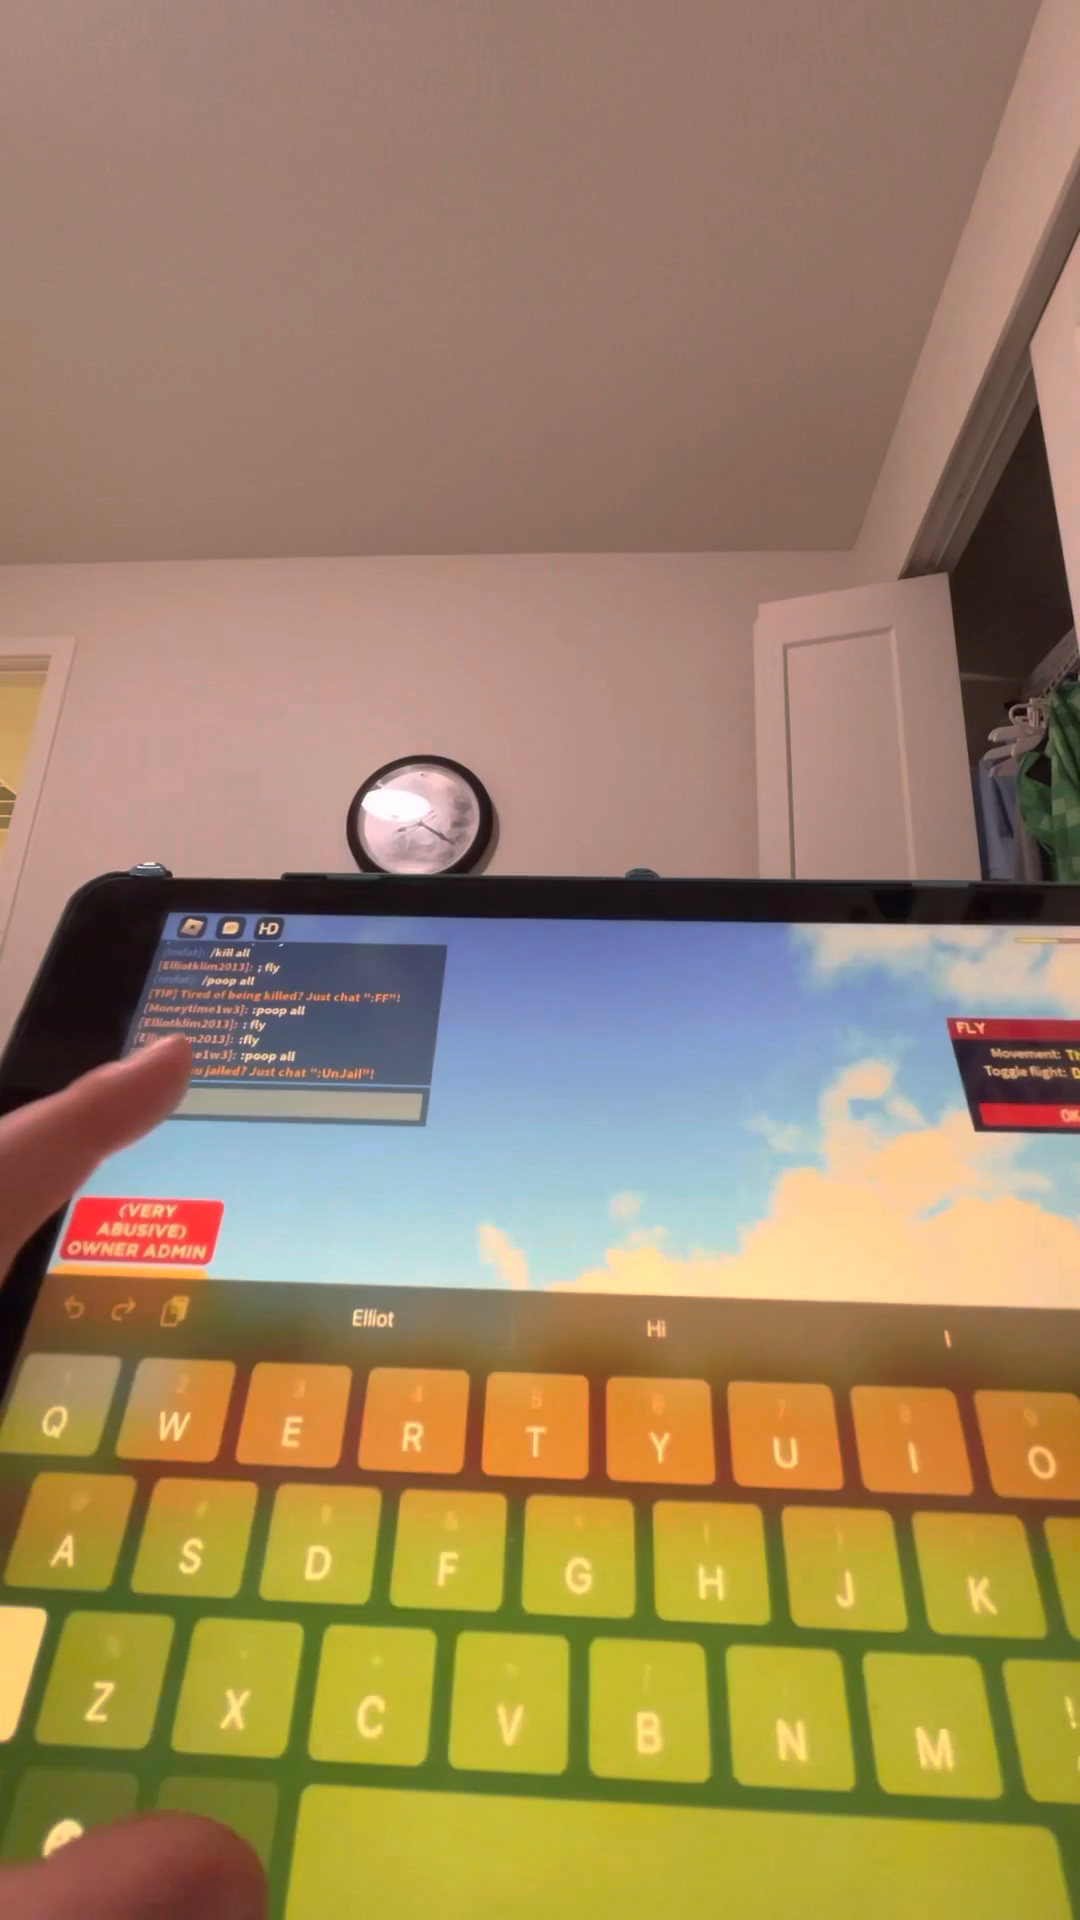 HD
/kill all
[Elliotklim2013]: ; fly
/poop all
[TIP] Tired of being killed? Just chat ":FF"!
[Moneytime1w3]: :poop all
[Elliotklim2013]: : fly
:fly
:poop all
jailed? Just chat ":UnJail"!
FLY
Movement:
Toggle flight:
(VERY
ABUSIVE)
OWNER ADMIN
Elliot
Hi
I
Q W E R T Y U I O
A S D F G H J K
Z X C V B N M !